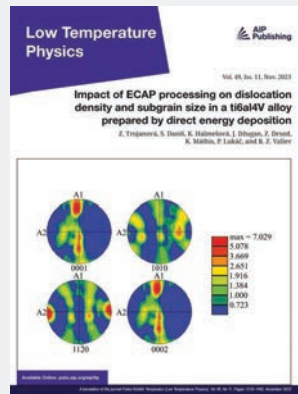 Low Temperature
Physics
AIP
Publishing
Vol. 49, Iss. 11, Nov. 2023
Impact of ECAP processing on dislocation
density and subgrain size in a ti6al4V alloy
prepared by direct energy deposition
Z. Trojanová, S. Daniš, K. Halmešová, J. Džugan, Z. Drozd,
K. Máthis, P. Lukáč, and R. Z. Valiev
A1
A1
A2
A2
max = 7.029
5.078
3.669
2.651
1.916
1.384
1.000
0.723
0001
1010
A1
A1
A2
A2
1120
0002
Available Online: pubs.aip.org/aip/ltp